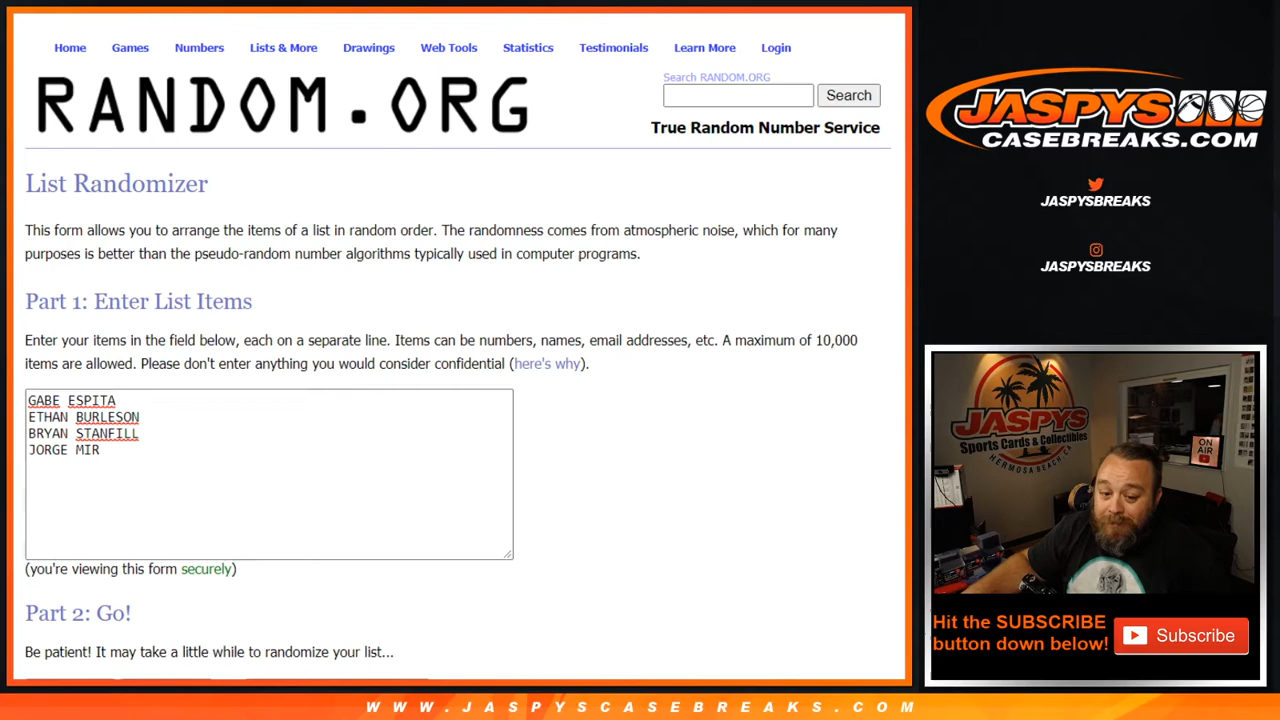 Home Games Numbers Lists & More Drawings Web Tools Statistics Testimonials Learn More Login
RANDOM.ORG
Search RANDOM.ORG
Search
True Random Number Service
List Randomizer
This form allows you to arrange the items of a list in random order. The randomness comes from atmospheric noise, which for many
purposes is better than the pseudo-random number algorithms typically used in computer programs.
Part 1: Enter List Items
Enter your items in the field below, each on a separate line. Items can be numbers, names, email addresses, etc. A maximum of 10,000
items are allowed. Please don't enter anything you would consider confidential (here's why).
GABE ESPITA
ETHAN BURLESON
BRYAN STANFILL
JORGE MIR
(you're viewing this form securely)
Part 2: Go!
Be patient! It may take a little while to randomize your list...
JASPYS
CASEBREAKS.COM
JASPYSBREAKS
JASPYSBREAKS
JASPYS
Sports Cards & Collectibles
HERMOSA BEACH, CA
ON
AIR
Hit the SUBSCRIBE
button down below!
Subscribe
WWW.JASPYSCASEBREAKS.COM